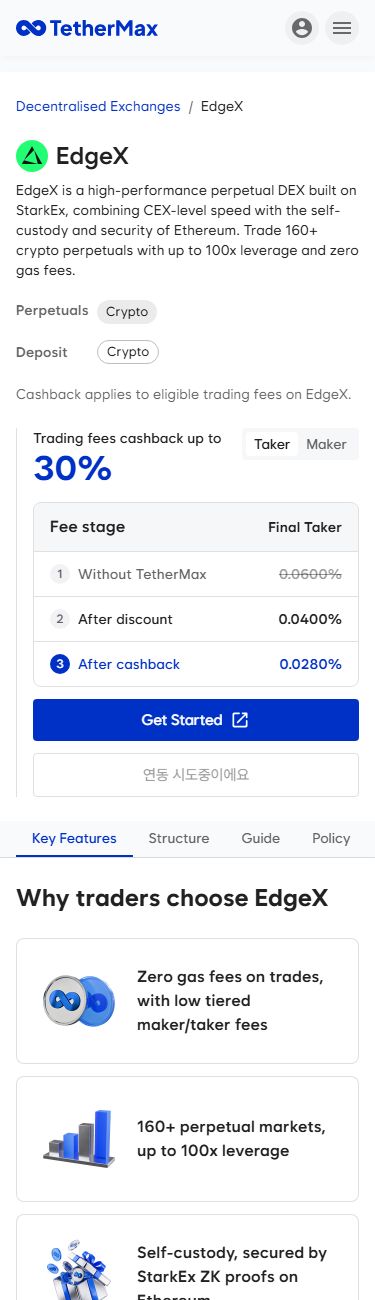 TetherMax
Decentralised Exchanges / EdgeX
EdgeX
EdgeX is a high-performance perpetual DEX built on
StarkEx, combining CEX-level speed with the self-
custody and security of Ethereum. Trade 160+
crypto perpetuals with up to 100x leverage and zero
gas fees.
Perpetuals Crypto
Deposit Crypto
Cashback applies to eligible trading fees on EdgeX.
Trading fees cashback up to
30%
Taker Maker
Fee stage Final Taker
1 Without TetherMax 0.0600%
2 After discount 0.0400%
3 After cashback 0.0280%
Get Started
연동 시도중이에요
Key Features Structure Guide Policy
Why traders choose EdgeX
Zero gas fees on trades,
with low tiered
maker/taker fees
160+ perpetual markets,
up to 100x leverage
Self-custody, secured by
StarkEx ZK proofs on
Ethereum